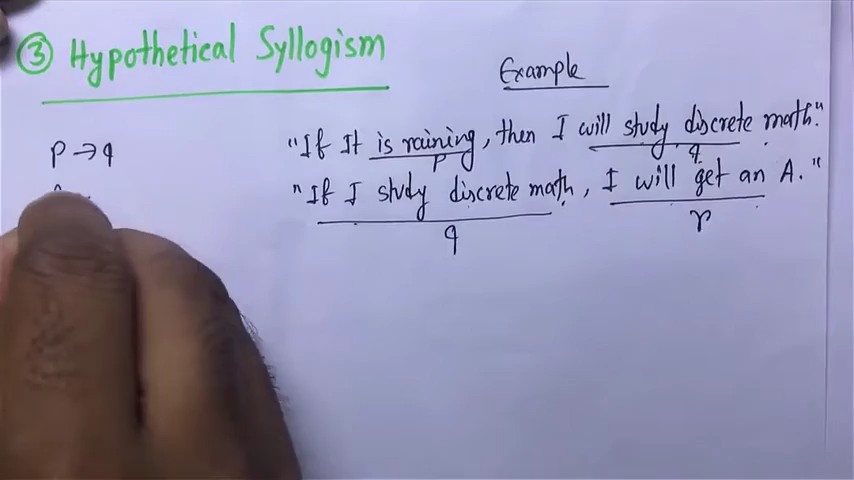 ③ Hypothetical Syllogism
Example
"If It is raining, then I will study discrete math."
p q
"If I study discrete math, I will get an A."
q r
p → q